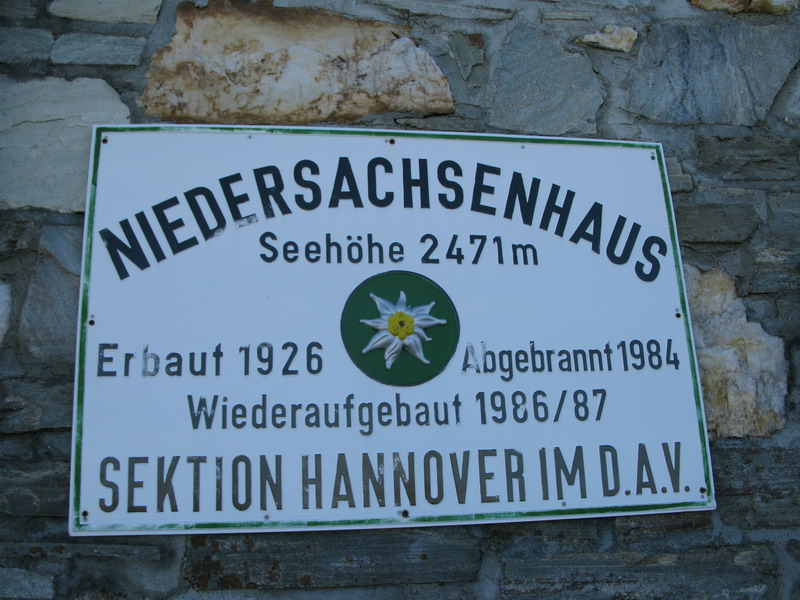 NIEDERSACHSENHAUS
Seehöhe 2471m
Erbaut 1926 Abgebrannt 1984
Wiederaufgebaut 1986/87
SEKTION HANNOVER IM D.A.V.